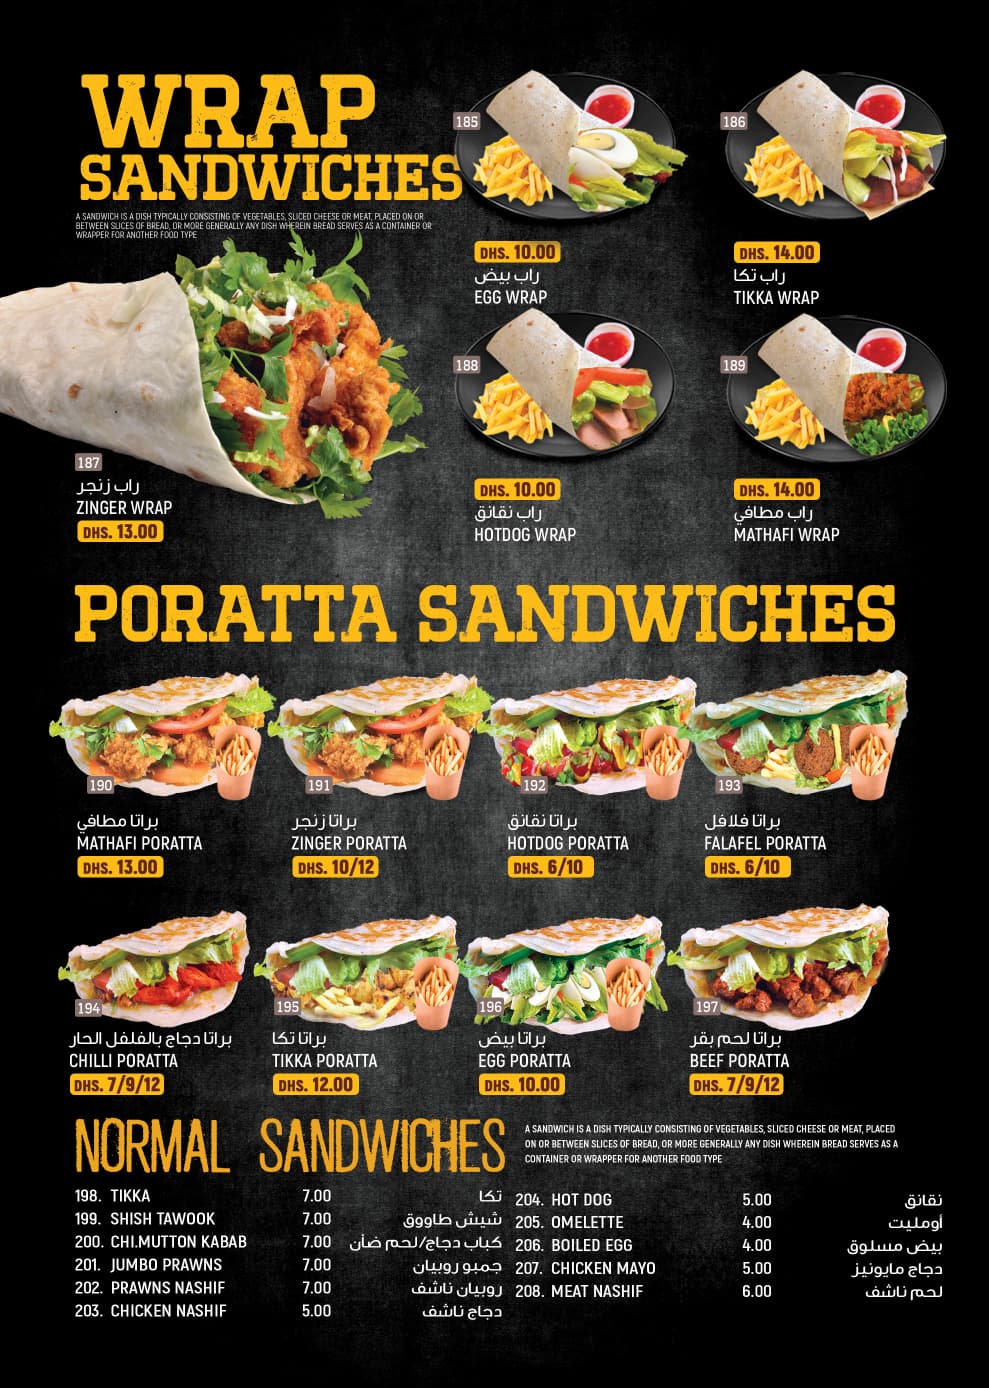 WRAP
SANDWICHES
A SANDWICH IS A DISH TYPICALLY CONSISTING OF VEGETABLES, SLICED CHEESE OR MEAT, PLACED ON OR
BETWEEN SLICES OF BREAD, OR MORE GENERALLY ANY DISH WHEREIN BREAD SERVES AS A CONTAINER OR
WRAPPER FOR ANOTHER FOOD TYPE
185
DHS. 10.00
راب بيض
EGG WRAP
186
DHS. 14.00
راب تكا
TIKKA WRAP
187
راب زنجر
ZINGER WRAP
DHS. 13.00
188
DHS. 10.00
راب نقانق
HOTDOG WRAP
189
DHS. 14.00
راب مطافي
MATHAFI WRAP
PORATTA SANDWICHES
190
براتا مطافي
MATHAFI PORATTA
DHS. 13.00
191
براتا زنجر
ZINGER PORATTA
DHS. 10/12
192
براتا نقانق
HOTDOG PORATTA
DHS. 6/10
193
براتا فلافل
FALAFEL PORATTA
DHS. 6/10
194
براتا دجاج بالفلفل الحار
CHILLI PORATTA
DHS. 7/9/12
195
براتا تكا
TIKKA PORATTA
DHS. 12.00
196
براتا بيض
EGG PORATTA
DHS. 10.00
197
براتا لحم بقر
BEEF PORATTA
DHS. 7/9/12
NORMAL SANDWICHES
A SANDWICH IS A DISH TYPICALLY CONSISTING OF VEGETABLES, SLICED CHEESE OR MEAT, PLACED
ON OR BETWEEN SLICES OF BREAD, OR MORE GENERALLY ANY DISH WHEREIN BREAD SERVES AS A
CONTAINER OR WRAPPER FOR ANOTHER FOOD TYPE
198. TIKKA 7.00 تكا
199. SHISH TAWOOK 7.00 شيش طاووق
200. CHI.MUTTON KABAB 7.00 كباب دجاج/لحم ضأن
201. JUMBO PRAWNS 7.00 جمبو روبيان
202. PRAWNS NASHIF 7.00 روبيان ناشف
203. CHICKEN NASHIF 5.00 دجاج ناشف
204. HOT DOG 5.00 نقانق
205. OMELETTE 4.00 أومليت
206. BOILED EGG 4.00 بيض مسلوق
207. CHICKEN MAYO 5.00 دجاج مايونيز
208. MEAT NASHIF 6.00 لحم ناشف